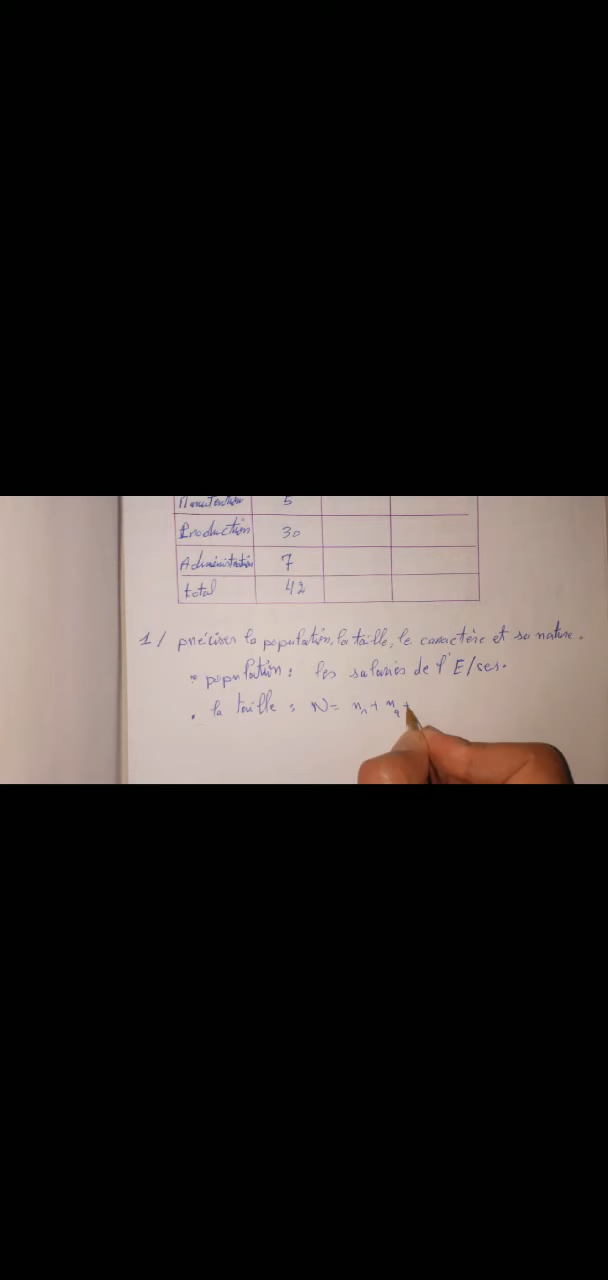 Manutention 5
Production 30
Administration 7
total 42
1/ préciser la population, la taille, le caractère et sa nature.
• population : les salariés de l'E/ses.
• la taille : N = n₁ + n₂ +